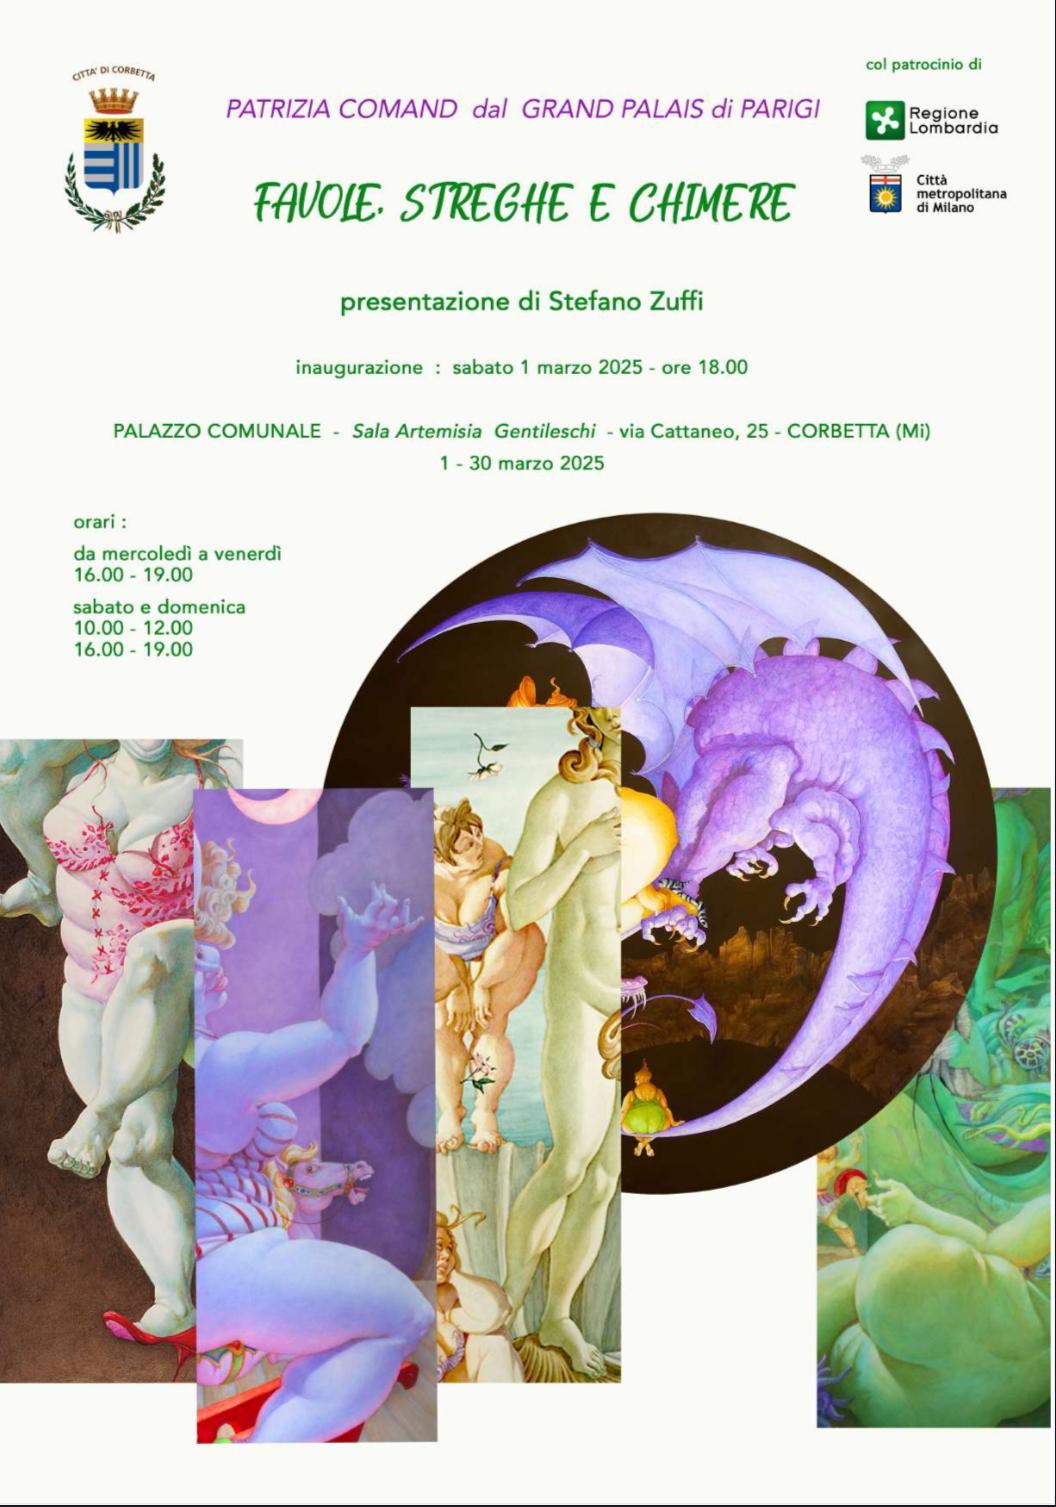 CITTA' DI CORBETTA
col patrocinio di
PATRIZIA COMAND dal GRAND PALAIS di PARIGI
Regione
Lombardia
FAVOLE, STREGHE E CHIMERE
Città
metropolitana
di Milano
presentazione di Stefano Zuffi
inaugurazione : sabato 1 marzo 2025 - ore 18.00
PALAZZO COMUNALE - Sala Artemisia Gentileschi - via Cattaneo, 25 - CORBETTA (Mi)
1 - 30 marzo 2025
orari :
da mercoledì a venerdì
16.00 - 19.00
sabato e domenica
10.00 - 12.00
16.00 - 19.00